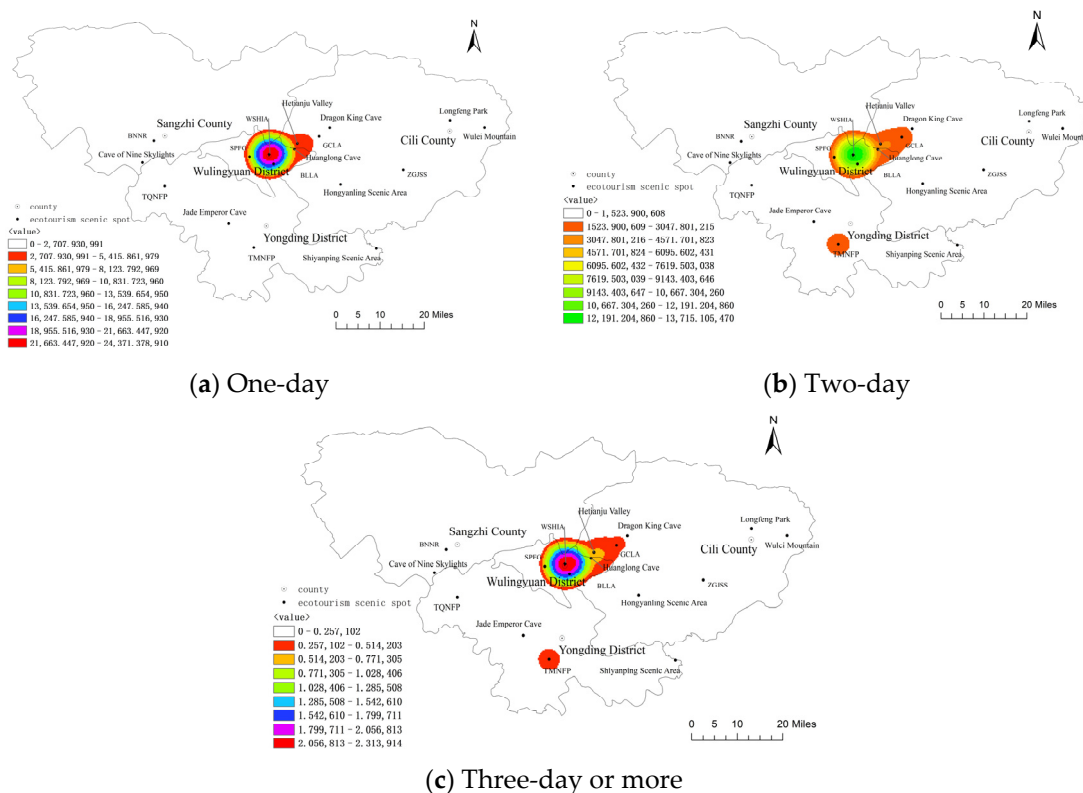 N
Hetianju Valley
WSHIA
Dragon King Cave
Longfeng Park
BNNR
Sangzhi County
Wulei Mountain
Cili County
SPFO
GCLA
Cave of Nine Skylights
Huanglong Cave
Wulingyuan District
BLLA
ZGJSS
TQNFP
Hongyanling Scenic Area
county
ecotourism scenic spot
Jade Emperor Cave
Yongding District
<value>
TMNFP
Shiyanping Scenic Area
0-2,707.930,991
2,707.930,991-5,415.861,979
5,415.861,979-8,123.792,969
8,123.792,969-10,831.723,960
10,831.723,960-13,539.654,950
13,539.654,950-16,247.585,940
16,247.585,940-18,955.516,930
18,955.516,930-21,663.447,920
21,663.447,920-24,371.378,910
0 5 10 20 Miles
(a) One-day
N
Hetianju Valley
WSHIA
Dragon King Cave
Longfeng Park
BNNR
Sangzhi County
Wulei Mountain
Cili County
SPFO
GCLA
Cave of Nine Skylights
Huanglong Cave
Wulingyuan District
BLLA
ZGJSS
TQNFP
Hongyanling Scenic Area
county
ecotourism scenic spot
Jade Emperor Cave
Yongding District
<value>
TMNFP
Shiyanping Scenic Area
0-1,523.900,608
1523.900,609-3047.801,215
3047.801,216-4571.701,823
4571.701,824-6095.602,431
6095.602,432-7619.503,038
7619.503,039-9143.403,646
9143.403,647-10,667.304,260
10,667.304,260-12,191.204,860
12,191.204,860-13,715.105,470
0 5 10 20 Miles
(b) Two-day
N
Hetianju Valley
WSHIA
Dragon King Cave
Longfeng Park
Sangzhi County
BNNR
Wulei Mountain
Cili County
SPFO
GCLA
Cave of Nine Skylights
Huanglong Cave
Wulingyuan District
BLLA
ZGJSS
county
ecotourism scenic spot
TQNFP
Hongyanling Scenic Area
<value>
Jade Emperor Cave
Yongding District
TMNFP
Shiyanping Scenic Area
0-0.257,102
0.257,102-0.514,203
0.514,203-0.771,305
0.771,305-1.028,406
1.028,406-1.285,508
1.285,508-1.542,610
1.542,610-1.799,711
1.799,711-2.056,813
2.056,813-2.313,914
0 5 10 20 Miles
(c) Three-day or more